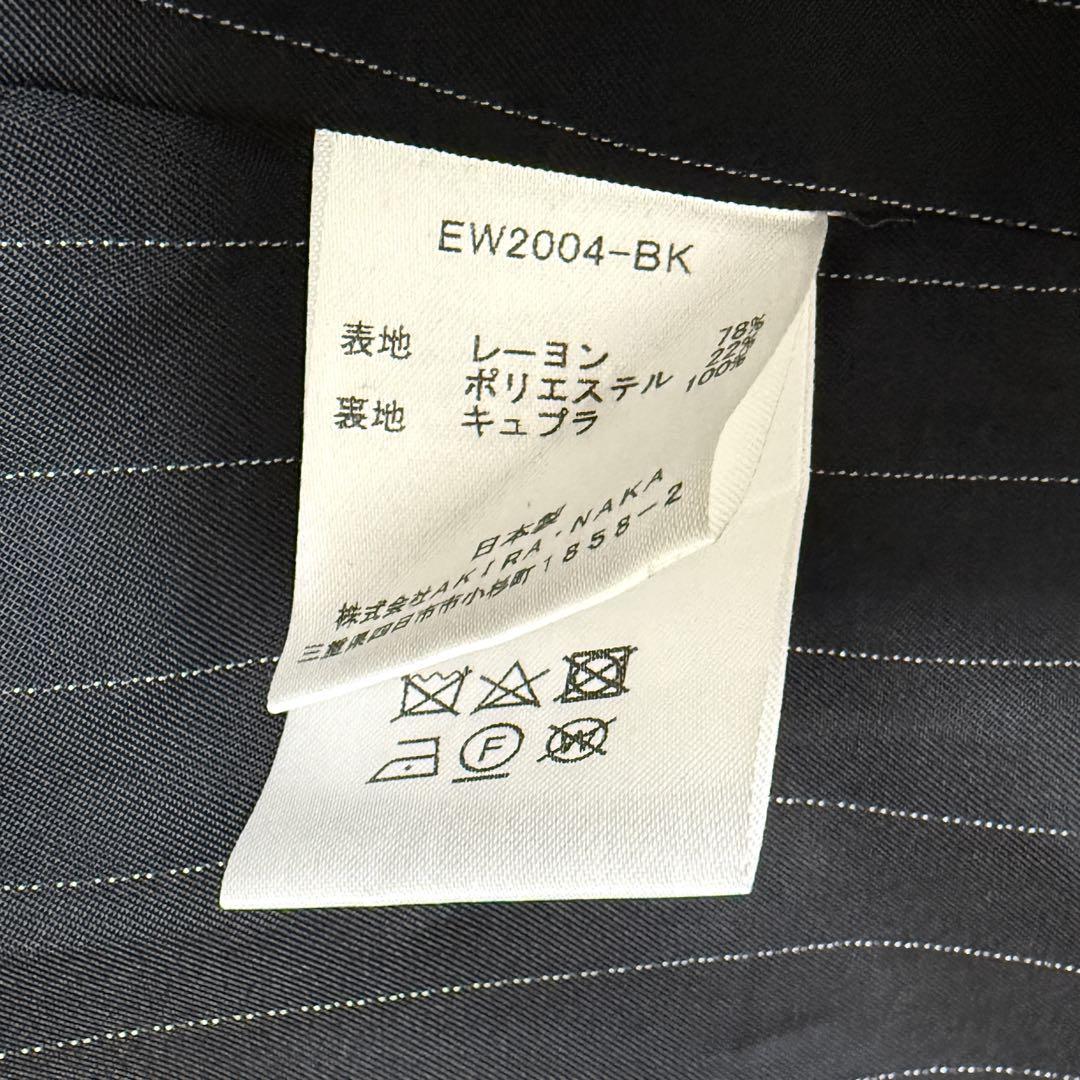 EW2004-BK
表地 レーヨン 78%
ポリエステル 22%
裏地 キュプラ 100%
日本製
株式会社AKIRA.NAKA
三重県四日市市小杉町1858-2
F
W